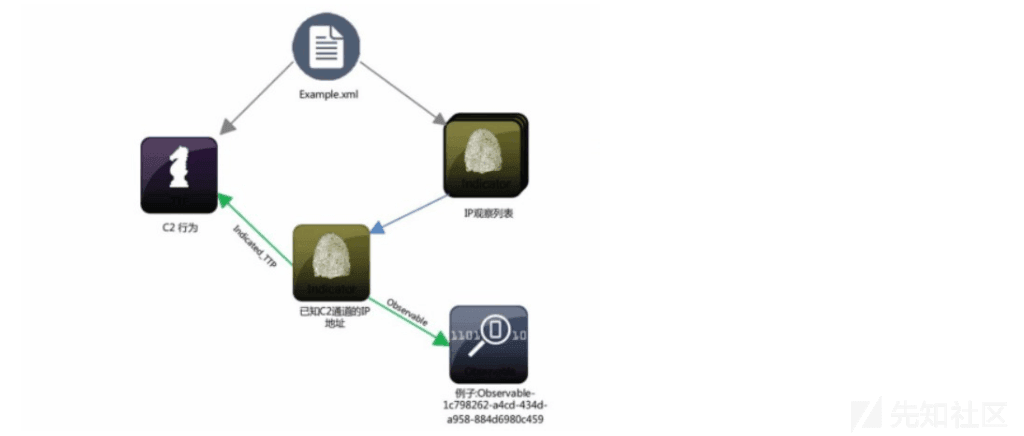 Example.xml
Indicator
IP观察列表
C2 行为
Indicated_TTP
Indicator
已知C2通道的IP
地址
Observable
1101 10
Observable
例子:Observable-
1c798262-a4cd-434d-
a958-884d6980c459
先知社区